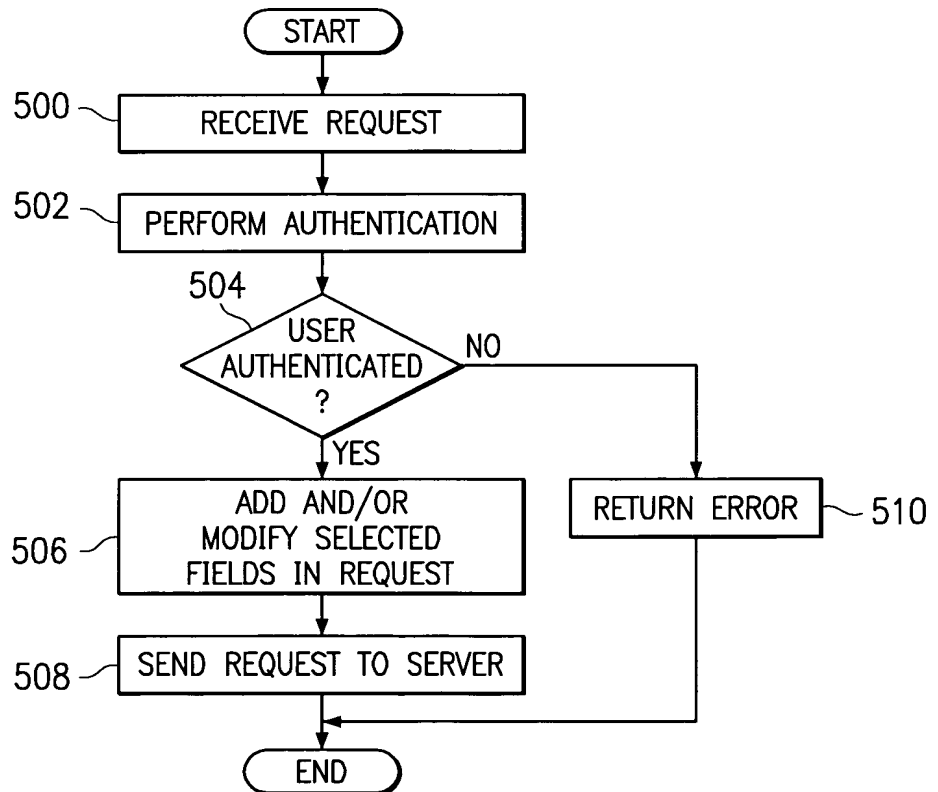 START
500
RECEIVE REQUEST
502
PERFORM AUTHENTICATION
504
USER
AUTHENTICATED
?
NO
YES
506
ADD AND/OR
MODIFY SELECTED
FIELDS IN REQUEST
RETURN ERROR
510
508
SEND REQUEST TO SERVER
END